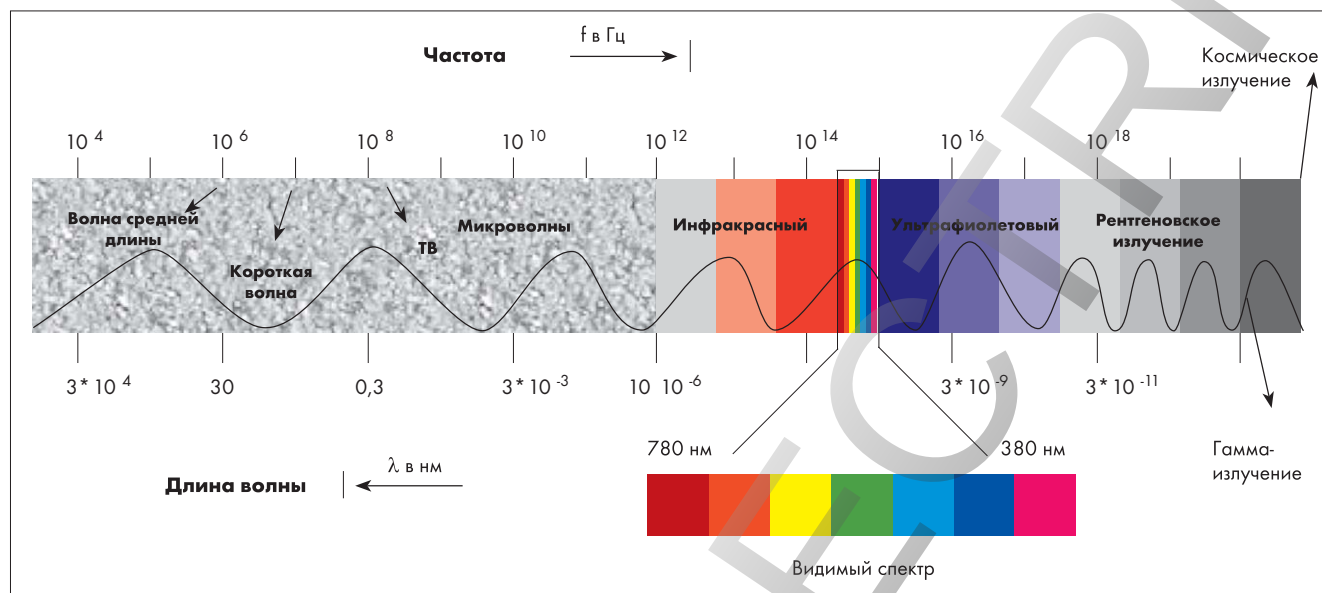 f в Гц
Частота
Космическое
излучение
10 4 10 6 10 8 10 10 10 12 10 14 10 16 10 18
Волна средней
длины
Короткая
волна
ТВ
Микроволны
Инфракрасный
Ультрафиолетовый
Рентгеновское
излучение
3* 10 4 30 0,3 3* 10 -3 10 10 -6 3* 10 -9 3* 10 -11
780 нм
380 нм
Гамма-
излучение
λ в нм
Длина волны
Видимый спектр
ECTRI